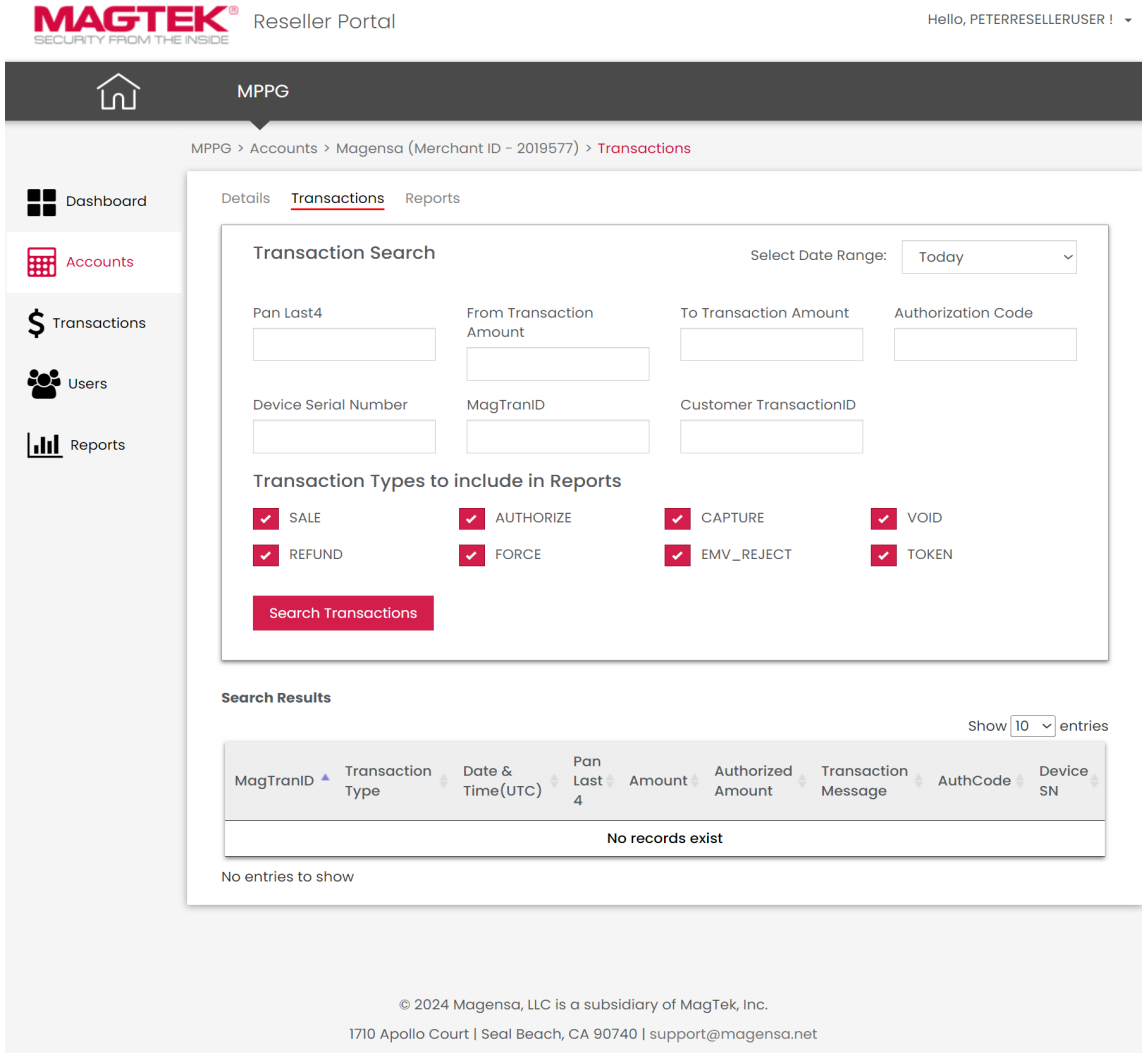 MAGTEK®
SECURITY FROM THE INSIDE
Reseller Portal
Hello, PETERRESELLERUSER !
MPPG
MPPG > Accounts > Magensa (Merchant ID - 2019577) > Transactions
Dashboard
Accounts
Transactions
Users
Reports
Details Transactions Reports
Transaction Search
Select Date Range: Today
Pan Last4
From Transaction
Amount
To Transaction Amount
Authorization Code
Device Serial Number
MagTranID
Customer TransactionID
Transaction Types to include in Reports
SALE AUTHORIZE CAPTURE VOID
REFUND FORCE EMV_REJECT TOKEN
Search Transactions
Search Results
Show 10 entries
MagTranID
Transaction
Type
Date &
Time(UTC)
Pan
Last
4
Amount
Authorized
Amount
Transaction
Message
AuthCode
Device
SN
No records exist
No entries to show
© 2024 Magensa, LLC is a subsidiary of MagTek, Inc.
1710 Apollo Court | Seal Beach, CA 90740 | support@magensa.net